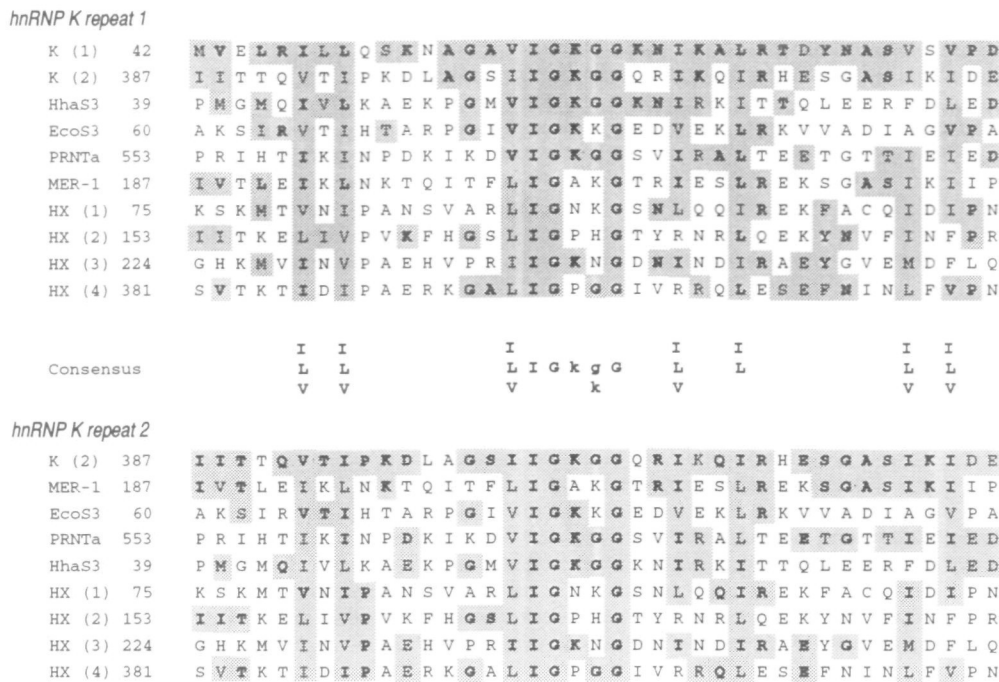 hnRNP K repeat 1
K (1) 42 M V E L R I L L Q S K N A G A V I G K G G K N I K A L R T D Y N A S V S V P D
K (2) 387 I I T T Q V T I P K D L A G S I I G K G G Q R I K Q I R H E S G A S I K I D E
HhaS3 39 P M G M Q I V L K A E K P G M V I G K G G K N I R K I T T Q L E E R F D L E D
EcoS3 60 A K S I R V T I H T A R P G I V I G K K G E D V E K L R K V V A D I A G V P A
PRNTa 553 P R I H T I K I N P D K I K D V I G K G G S V I R A L T E E T G T T I E I E D
MER-1 187 I V T L E I K L N K T Q I T F L I G A K G T R I E S L R E K S G A S I K I I P
HX (1) 75 K S K M T V N I P A N S V A R L I G N K G S N L Q Q I R E K F A C Q I D I P N
HX (2) 153 I I T K E L I V P V K F H G S L I G P H G T Y R N R L Q E K Y N V F I N F P R
HX (3) 224 G H K M V I N V P A E H V P R I I G K N G D N I N D I R A E Y G V E M D F L Q
HX (4) 381 S V T K T I D I P A E R K G A L I G P G G I V R R Q L E S E F N I N L F V P N
I I I I I I I
Consensus L L L I G k g G L L L L
V V V k V V V
hnRNP K repeat 2
K (2) 387 I I T T Q V T I P K D L A G S I I G K G G Q R I K Q I R H E S G A S I K I D E
MER-1 187 I V T L E I K L N K T Q I T F L I G A K G T R I E S L R E K S G A S I K I I P
EcoS3 60 A K S I R V T I H T A R P G I V I G K K G E D V E K L R K V V A D I A G V P A
PRNTa 553 P R I H T I K I N P D K I K D V I G K G G S V I R A L T E E T G T T I E I E D
HhaS3 39 P M G M Q I V L K A E K P G M V I G K G G K N I R K I T T Q L E E R F D L E D
HX (1) 75 K S K M T V N I P A N S V A R L I G N K G S N L Q Q I R E K F A C Q I D I P N
HX (2) 153 I I T K E L I V P V K F H G S L I G P H G T Y R N R L Q E K Y N V F I N F P R
HX (3) 224 G H K M V I N V P A E H V P R I I G K N G D N I N D I R A E Y G V E M D F L Q
HX (4) 381 S V T K T I D I P A E R K G A L I G P G G I V R R Q L E S E F N I N L F V P N